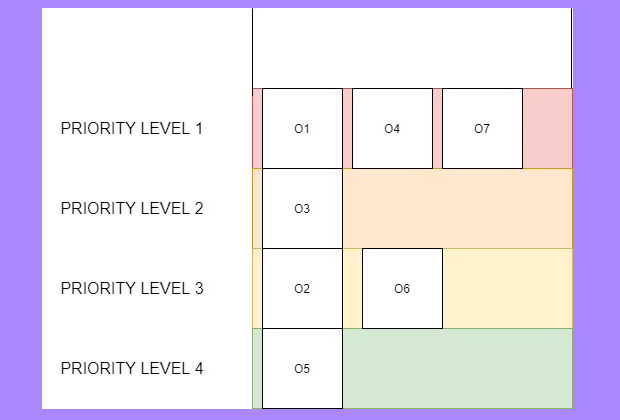 PRIORITY LEVEL 1 O1 O4 O7
PRIORITY LEVEL 2 O3
PRIORITY LEVEL 3 O2 O6
PRIORITY LEVEL 4 O5